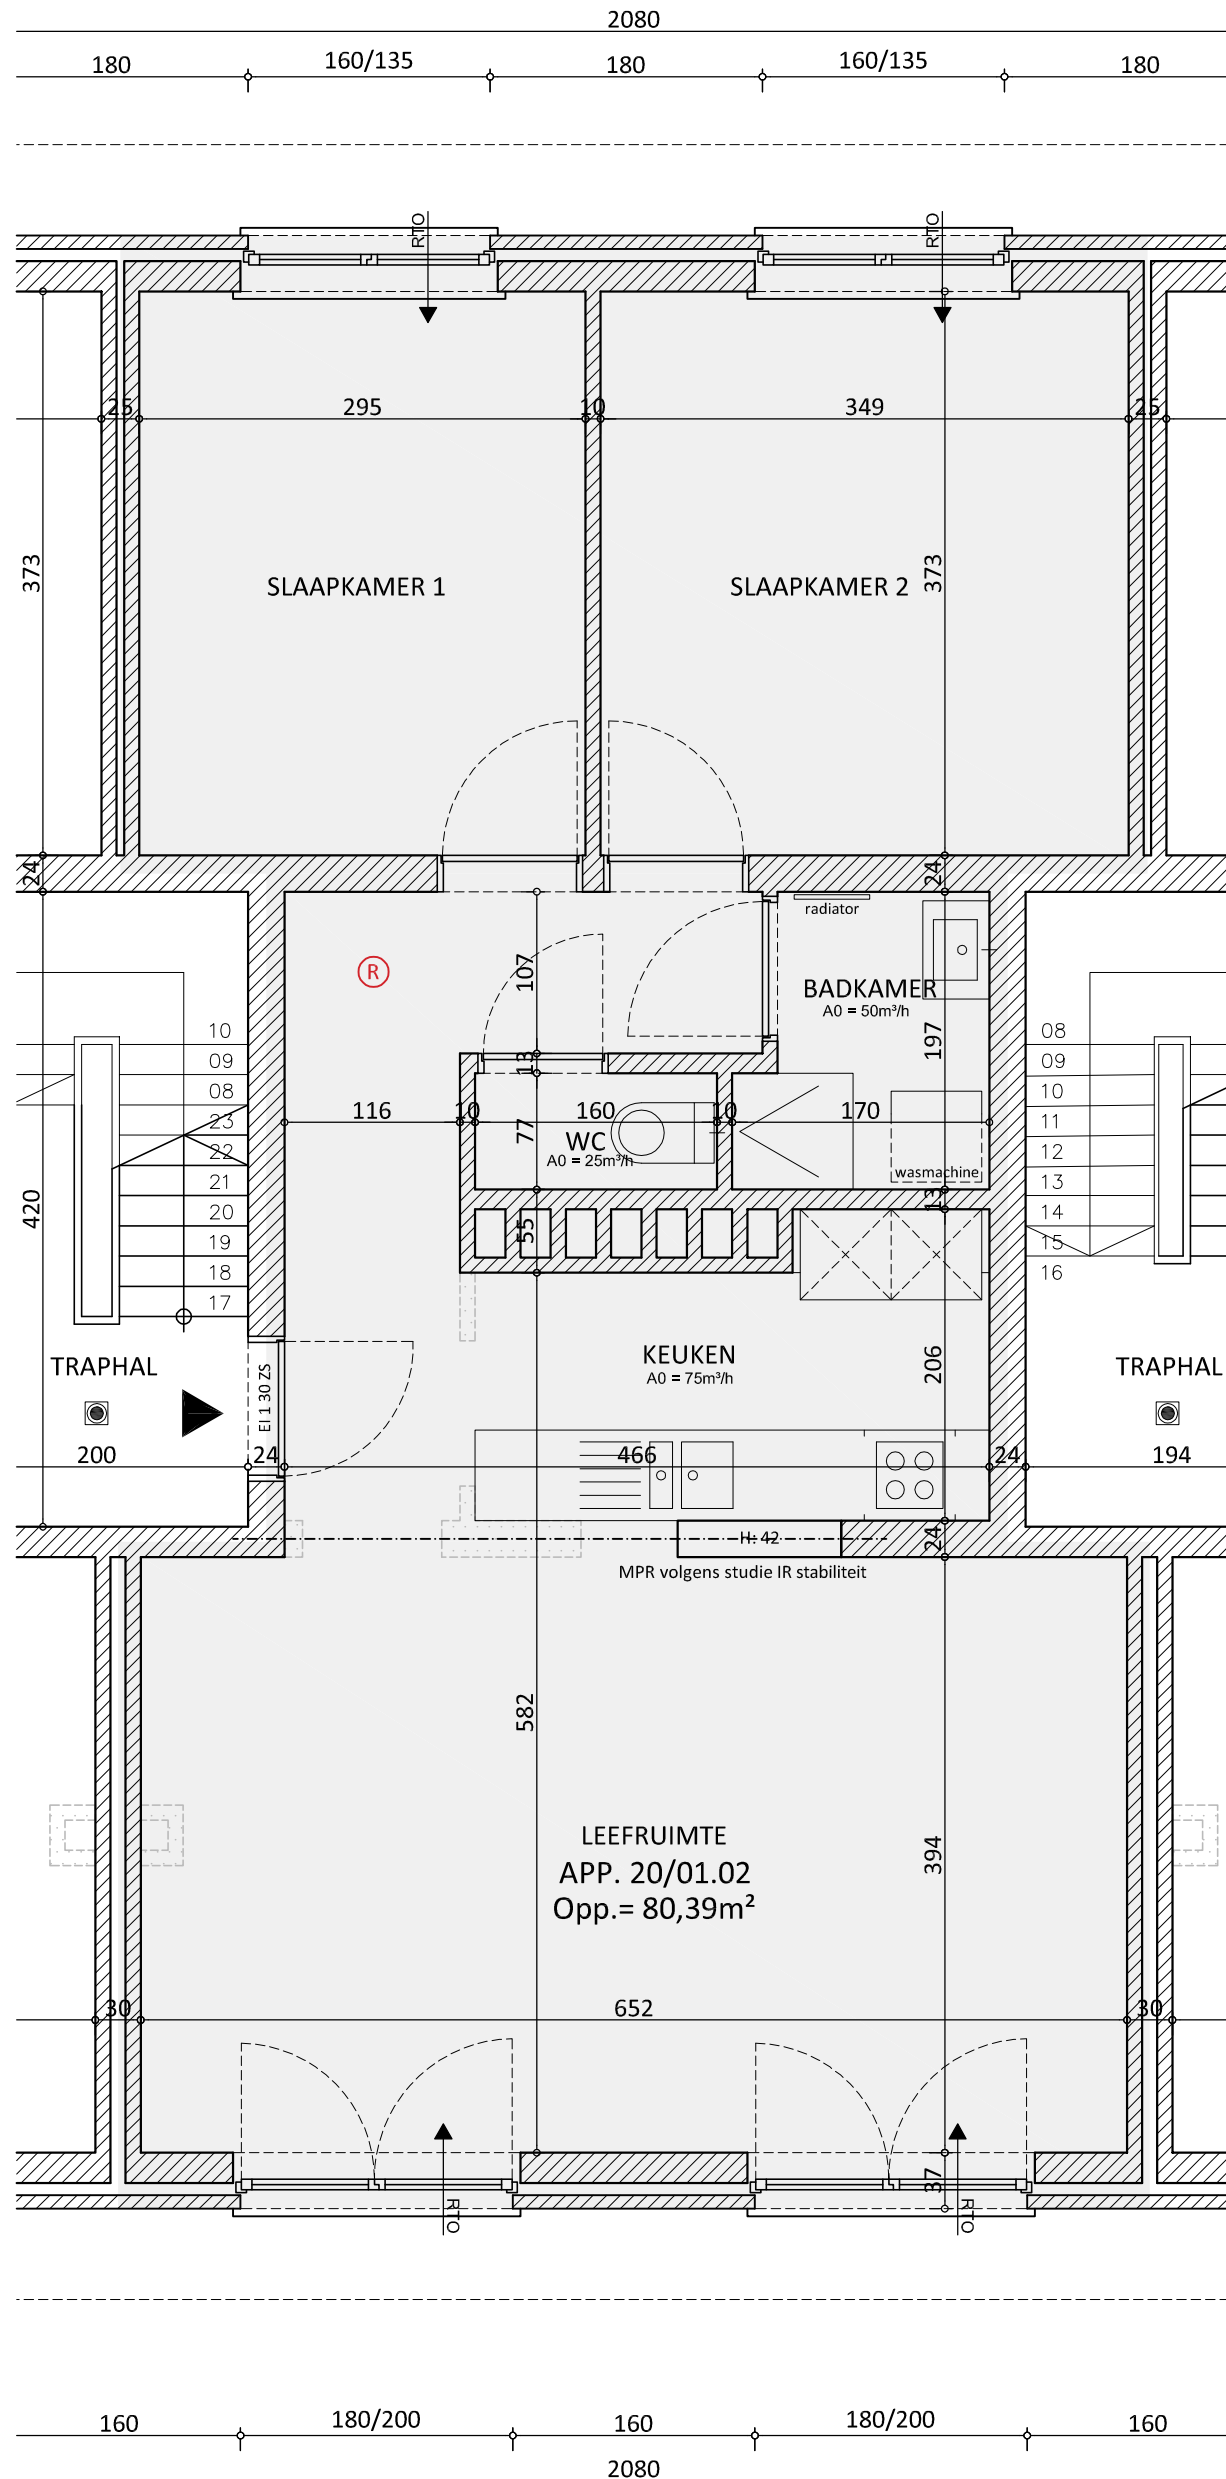 2080
180
160/135
180
160/135
180
RTO
RTO
25
295
10
349
25
373
SLAAPKAMER 1
SLAAPKAMER 2
373
24
24
radiator
R
107
BADKAMER
A0 = 50m³/h
197
10
09
08
23
22
21
20
19
18
17
08
09
10
11
12
13
14
15
16
13
116
10
160
10
170
77
WC
A0 = 25m³/h
wasmachine
13
420
55
KEUKEN
A0 = 75m³/h
206
TRAPHAL
TRAPHAL
EI 1 30 ZS
200
24
466
24
194
H: 42
24
MPR volgens studie IR stabiliteit
582
LEEFRUIMTE
APP. 20/01.02
Opp.= 80,39m²
394
30
652
30
37
RTO
RTO
160
180/200
160
180/200
160
2080